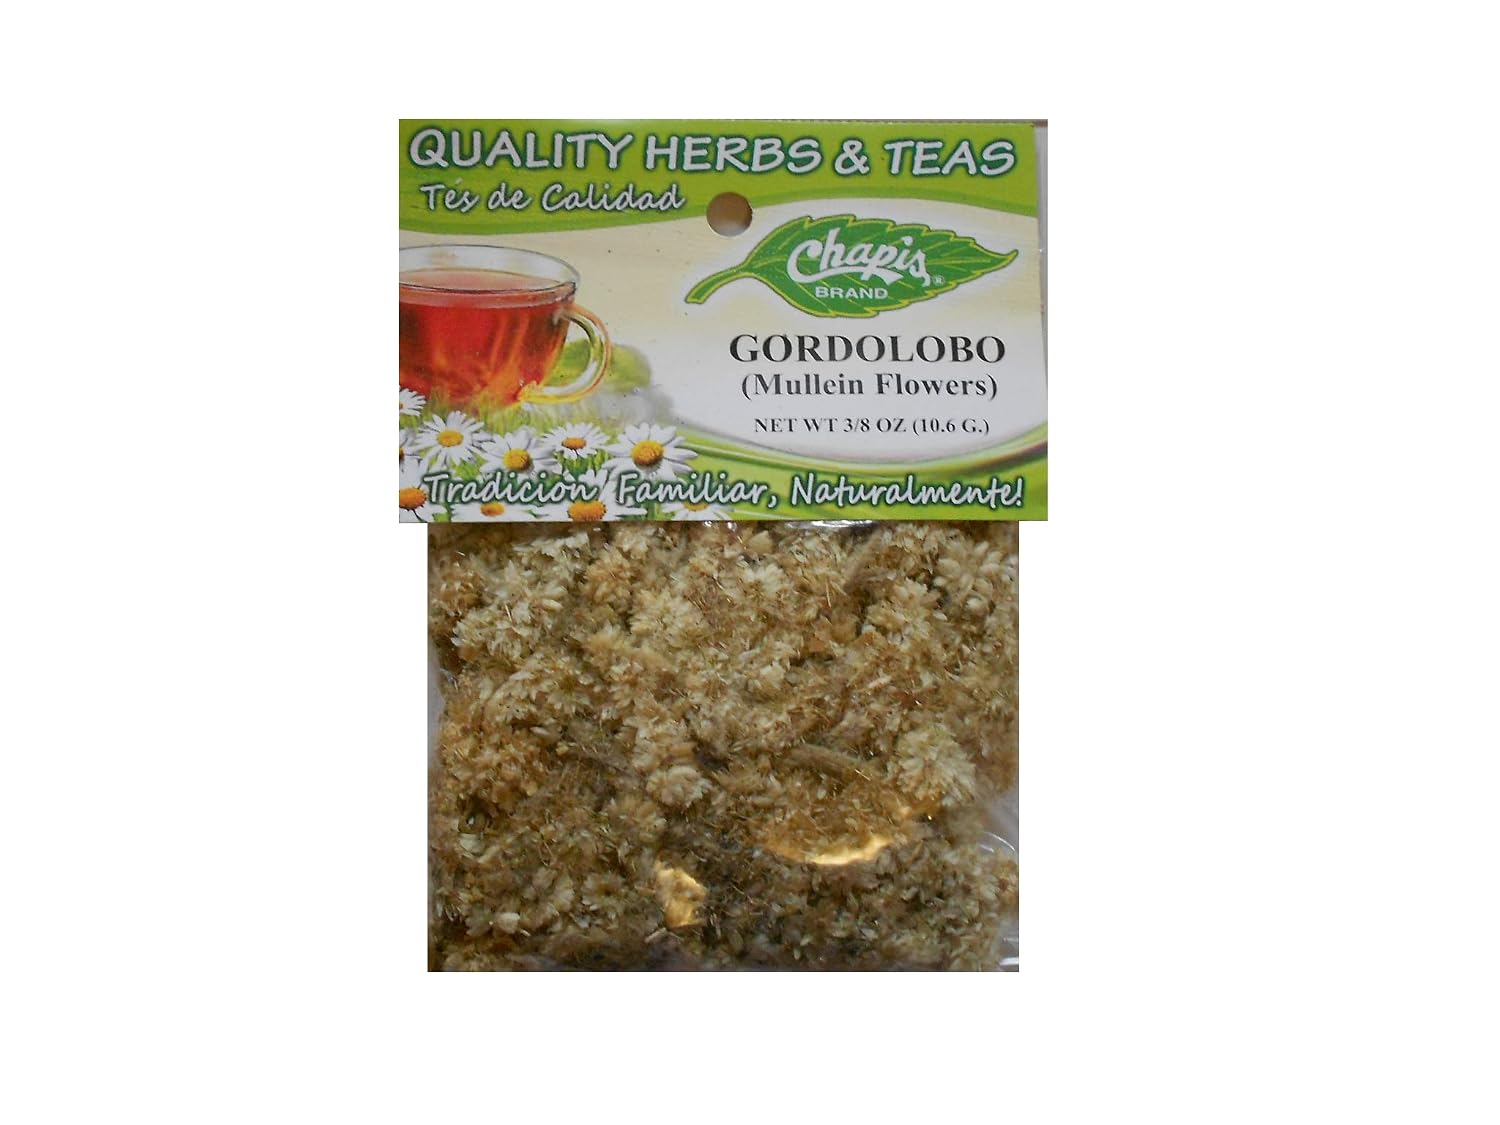 QUALITY HERBS & TEAS
Tés de Calidad
Chapis®
BRAND
GORDOLOBO
(Mullein Flowers)
NET WT 3/8 OZ (10.6 G.)
Tradición Familiar, Naturalmente!